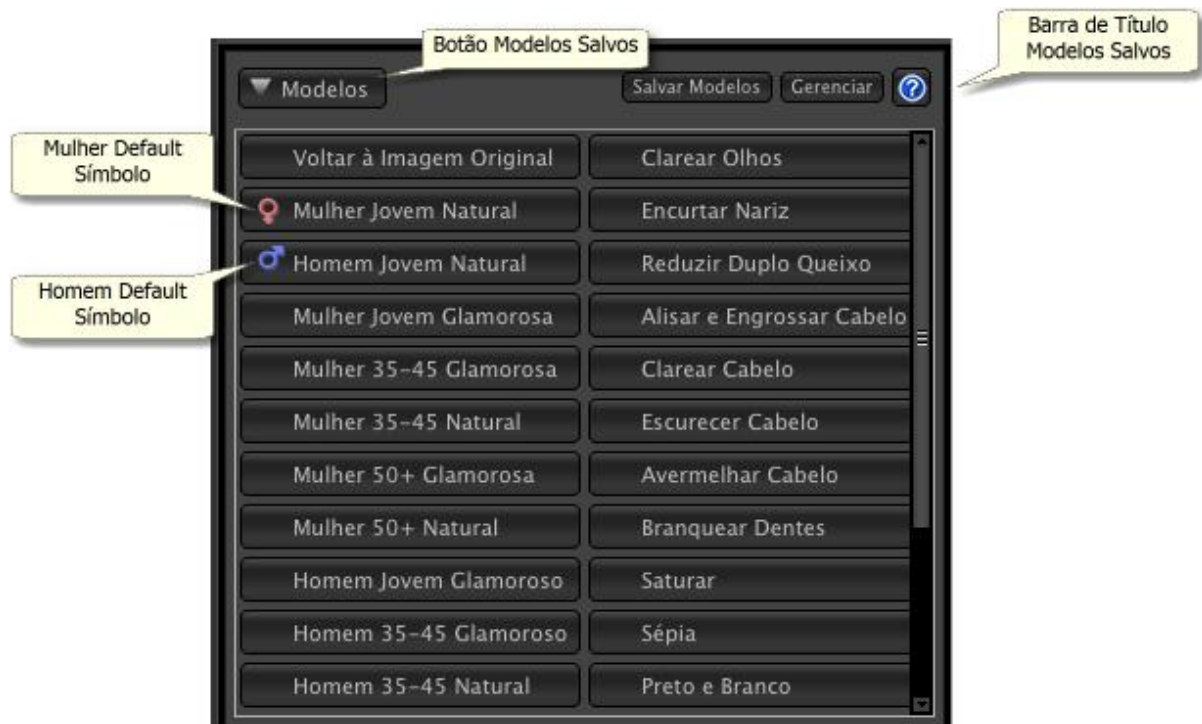 Botão Modelos Salvos
Barra de Título
Modelos Salvos
Modelos
Salvar Modelos
Gerenciar
?
Mulher Default
Símbolo
Homem Default
Símbolo
Voltar à Imagem Original
Clarear Olhos
Mulher Jovem Natural
Encurtar Nariz
Homem Jovem Natural
Reduzir Duplo Queixo
Mulher Jovem Glamorosa
Alisar e Engrossar Cabelo
Mulher 35-45 Glamorosa
Clarear Cabelo
Mulher 35-45 Natural
Escurecer Cabelo
Mulher 50+ Glamorosa
Avermelhar Cabelo
Mulher 50+ Natural
Branquear Dentes
Homem Jovem Glamoroso
Saturar
Homem 35-45 Glamoroso
Sépia
Homem 35-45 Natural
Preto e Branco